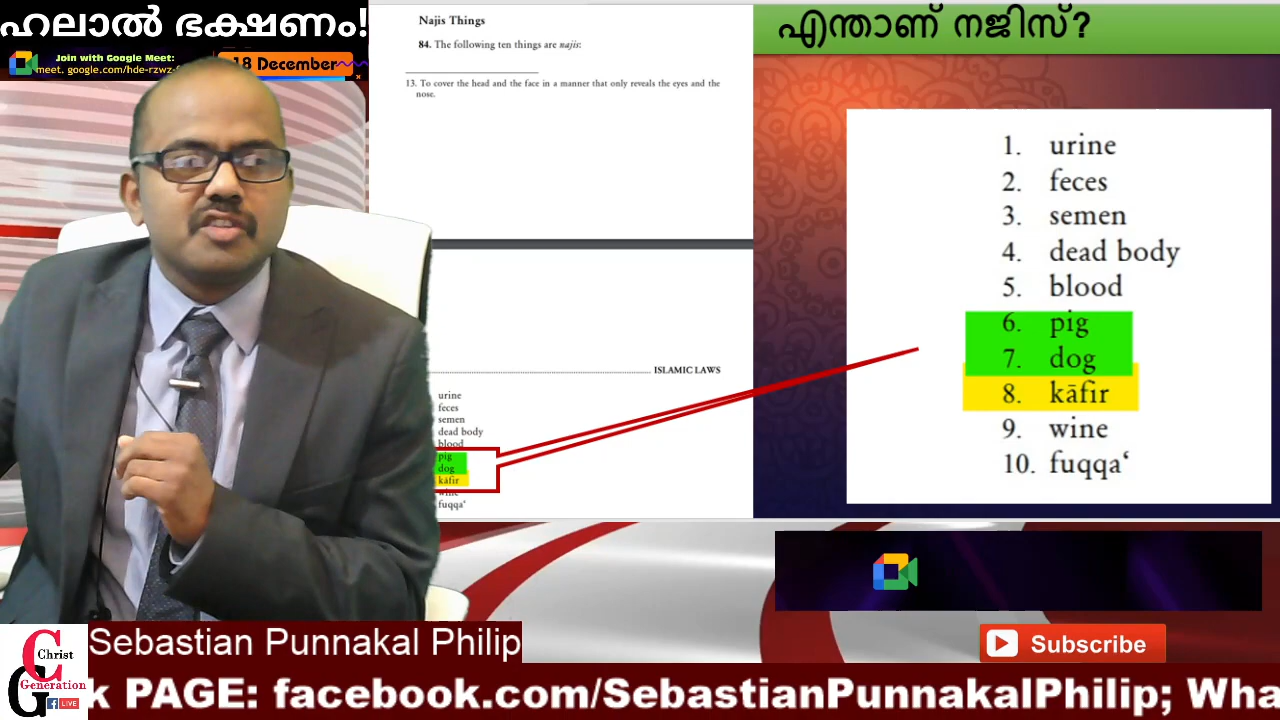 ഹലാൽ ഭക്ഷണം!
Join with Google Meet:
meet. google.com/hde-rzwz-
18 December
Najis Things
84. The following ten things are najis:
13. To cover the head and the face in a manner that only reveals the eyes and the
nose.
ISLAMIC LAWS
urine
feces
semen
dead body
blood
pig
dog
kāfir
wine
fuqqa‘
എന്താണ് നജിസ്?
1. urine
2. feces
3. semen
4. dead body
5. blood
6. pig
7. dog
8. kāfir
9. wine
10. fuqqa‘
Subscribe
Sebastian Punnakal Philip
C Christ
G Generation
LIVE
k PAGE: facebook.com/SebastianPunnakalPhilip; Wha